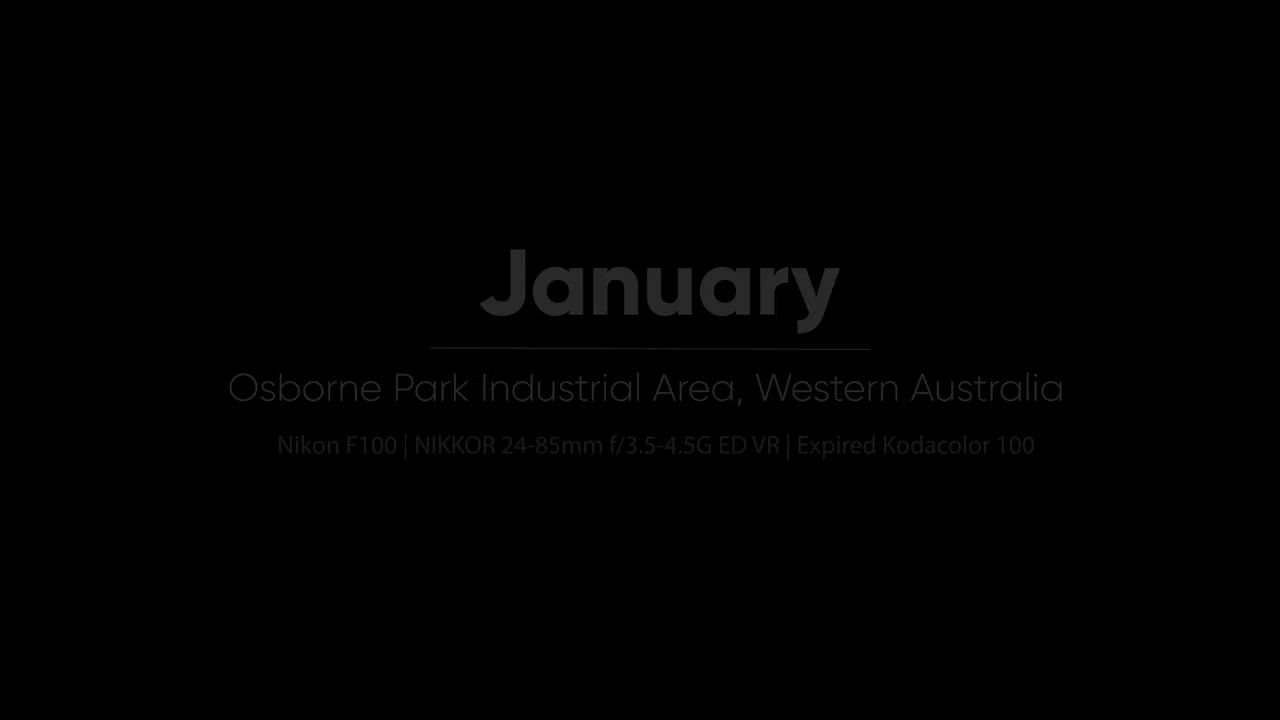 January
Osborne Park Industrial Area, Western Australia
Nikon F100 | NIKKOR 24-85mm f/3.5-4.5G ED VR | Expired Kodacolor 100